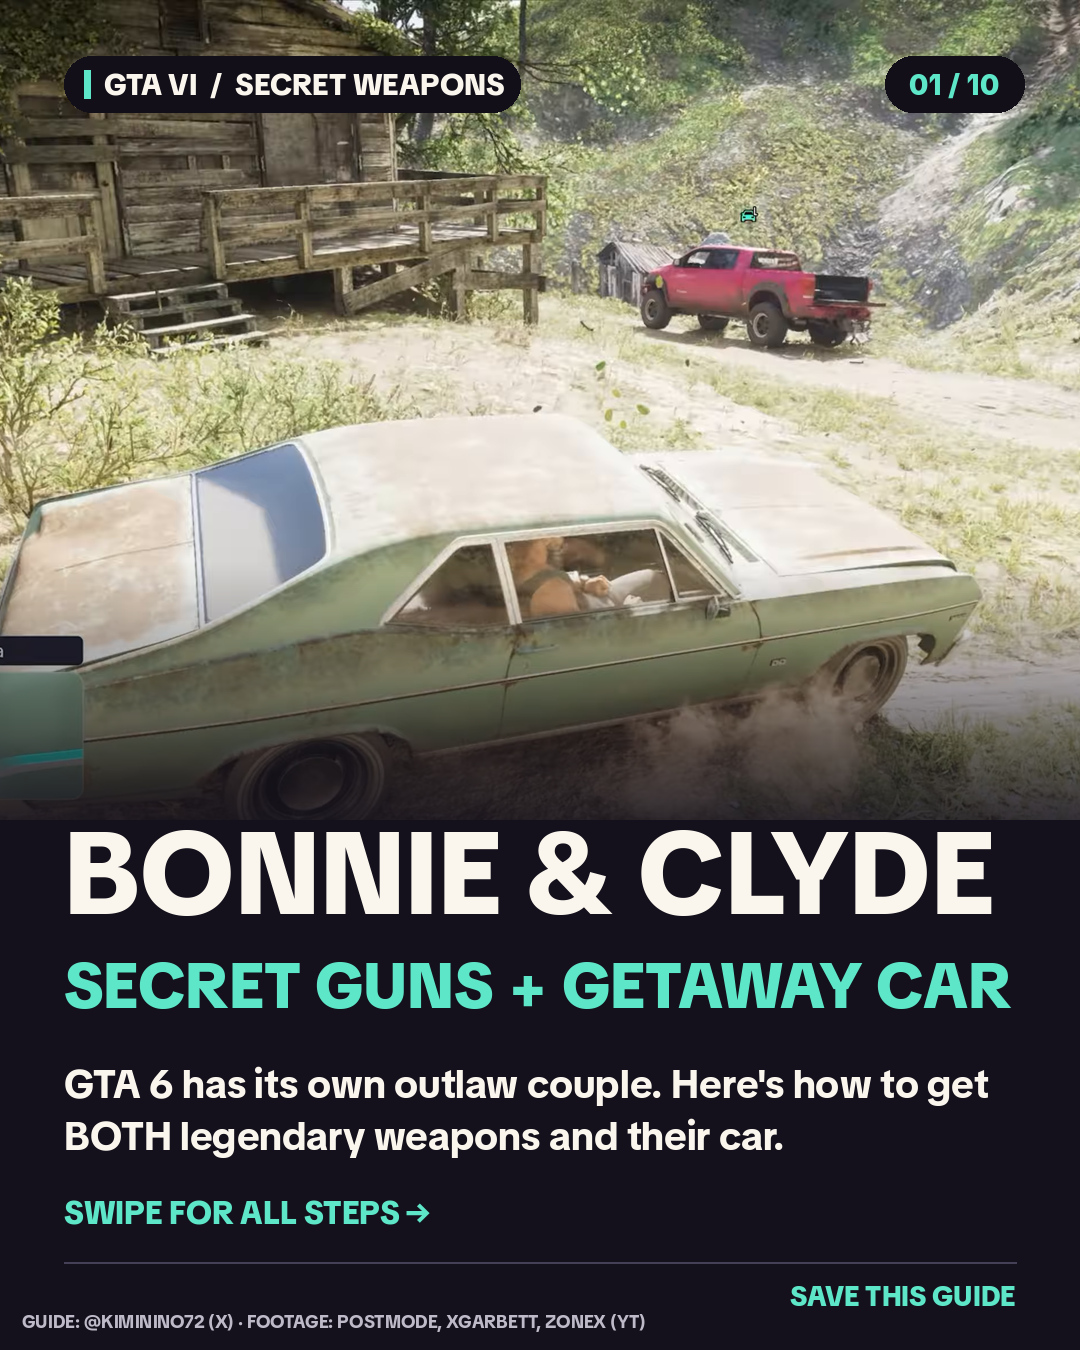 GTA VI / SECRET WEAPONS
01 / 10
a
BONNIE & CLYDE
SECRET GUNS + GETAWAY CAR
GTA 6 has its own outlaw couple. Here's how to get
BOTH legendary weapons and their car.
SWIPE FOR ALL STEPS →
SAVE THIS GUIDE
GUIDE: @KIMININO72 (X) · FOOTAGE: POSTMODE, XGARBETT, ZONEX (YT)